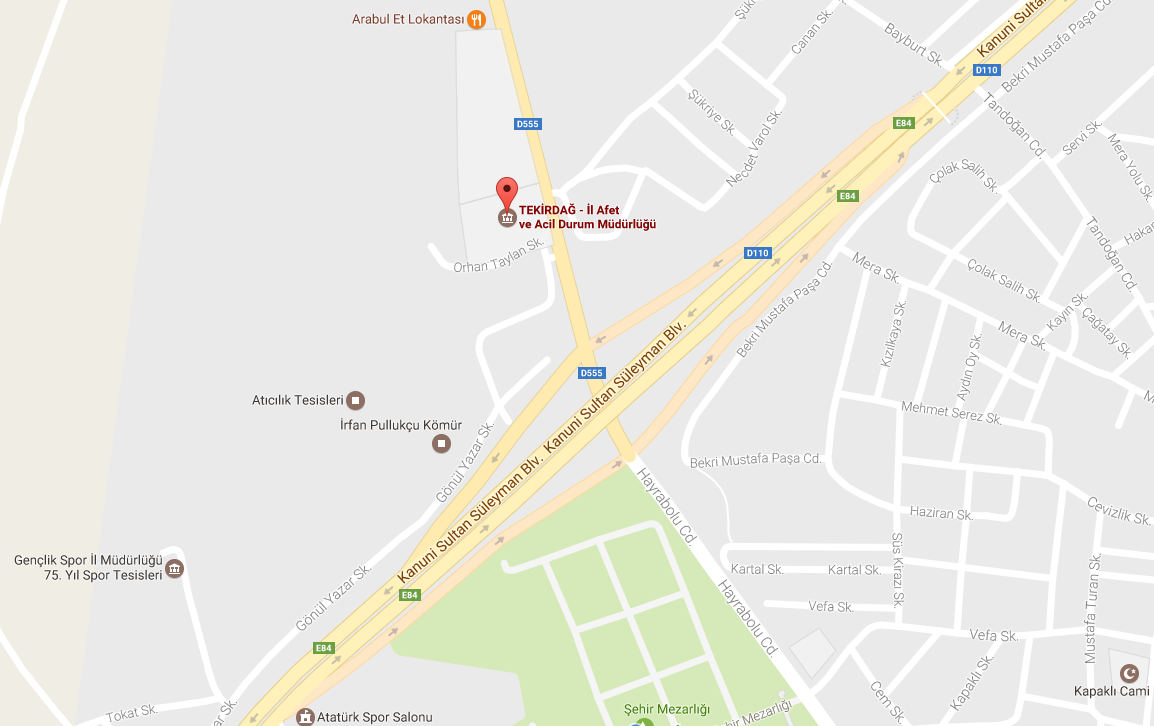 Arabul Et Lokantası
Kanuni Sultan
Canan Sk.
Bayburt Sk.
D110
Bekri Mustafa Paşa Cd.
Şükriye Sk.
D555
E84
Tandoğan Cd.
Servi Sk.
Necdet Varol Sk.
Mera Yolu Sk.
Çolak Salih Sk.
TEKİRDAĞ - İl Afet
ve Acil Durum Müdürlüğü
E84
Tandoğan Cd.
Orhan Taylan Sk.
D110
Mera Sk.
Çolak Salih Sk.
Bekri Mustafa Paşa Cd.
Kayın Sk.
Çağatay Sk.
Kızılkaya Sk.
Mera Sk.
Aydın Oy Sk.
Kanuni Sultan Süleyman Blv.
D555
Atıcılık Tesisleri
İrfan Pullukçu Kömür
Mehmet Serez Sk.
Gönül Yazar Sk.
Bekri Mustafa Paşa Cd.
Kanuni Sultan Süleyman Blv.
Hayrabolu Cd.
Haziran Sk.
Cevizlik Sk.
Gençlik Spor İl Müdürlüğü
75. Yıl Spor Tesisleri
Kartal Sk.
Kartal Sk.
Süs Kirazı Sk.
Gönül Yazar Sk.
E84
Hayrabolu Cd.
Vefa Sk.
Vefa Sk.
Mustafa Turan Sk.
E84
Kapaklı Sk.
Cem Sk.
Kapaklı Cami
Tokat Sk.
Atatürk Spor Salonu
Şehir Mezarlığı
Mezarlığı